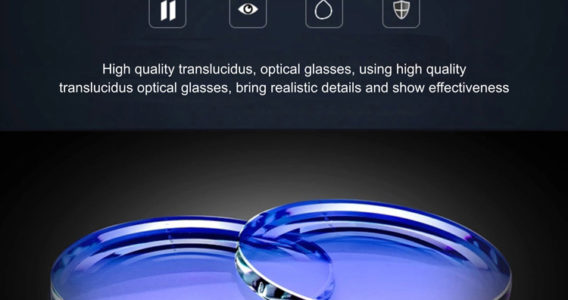 High quality translucidus, optical glasses, using high quality
translucidus optical glasses, bring realistic details and show effectiveness